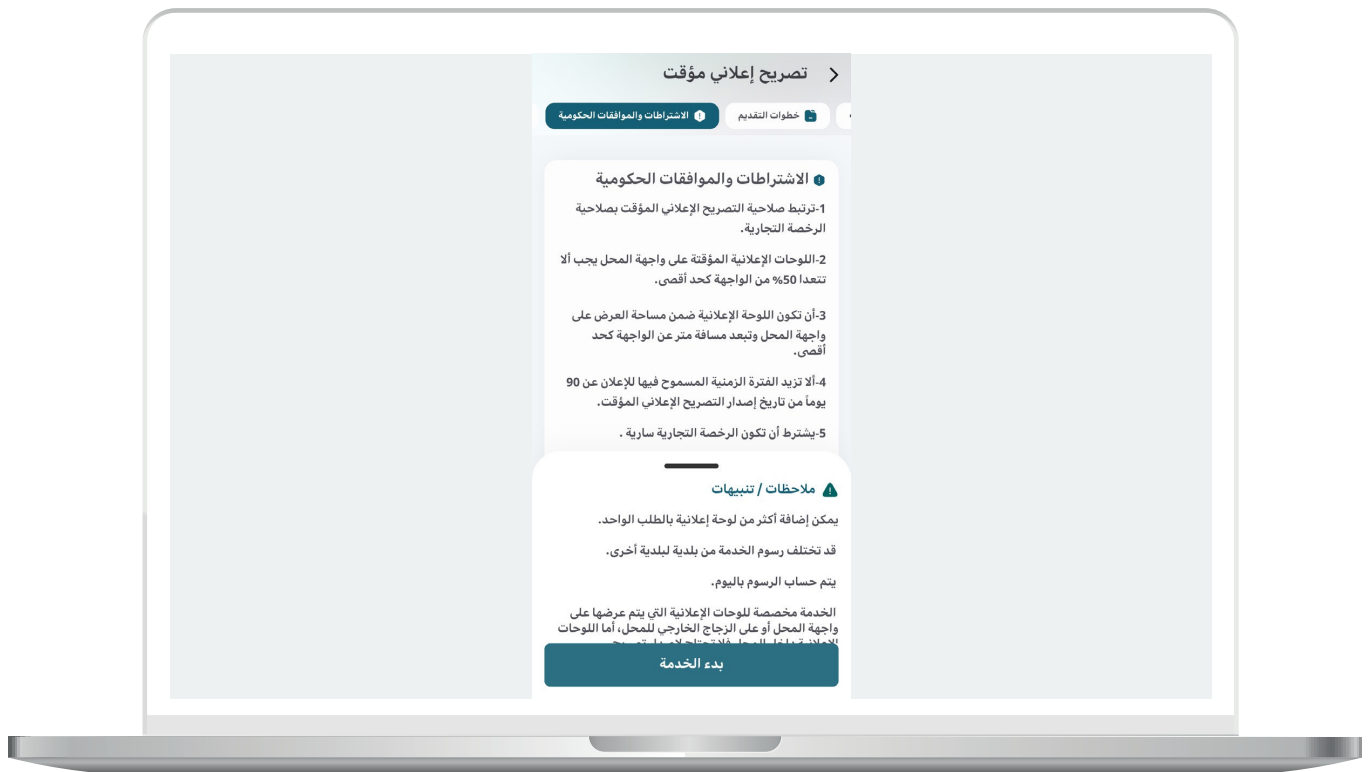 تصريح إعلاني مؤقت
خطوات التقديم
الاشتراطات والموافقات الحكومية
الاشتراطات والموافقات الحكومية
1-ترتبط صلاحية التصريح الإعلاني المؤقت بصلاحية
الرخصة التجارية.
2-اللوحات الإعلانية المؤقتة على واجهة المحل يجب ألا
تتعدا 50% من الواجهة كحد أقصى.
3-أن تكون اللوحة الإعلانية ضمن مساحة العرض على
واجهة المحل وتبعد مسافة متر عن الواجهة كحد
أقصى.
4-ألا تزيد الفترة الزمنية المسموح فيها للإعلان عن 90
يوماً من تاريخ إصدار التصريح الإعلاني المؤقت.
5-يشترط أن تكون الرخصة التجارية سارية .
ملاحظات / تنبيهات
يمكن إضافة أكثر من لوحة إعلانية بالطلب الواحد.
قد تختلف رسوم الخدمة من بلدية لبلدية أخرى.
يتم حساب الرسوم باليوم.
الخدمة مخصصة للوحات الإعلانية التي يتم عرضها على
واجهة المحل أو على الزجاج الخارجي للمحل، أما اللوحات
بدء الخدمة